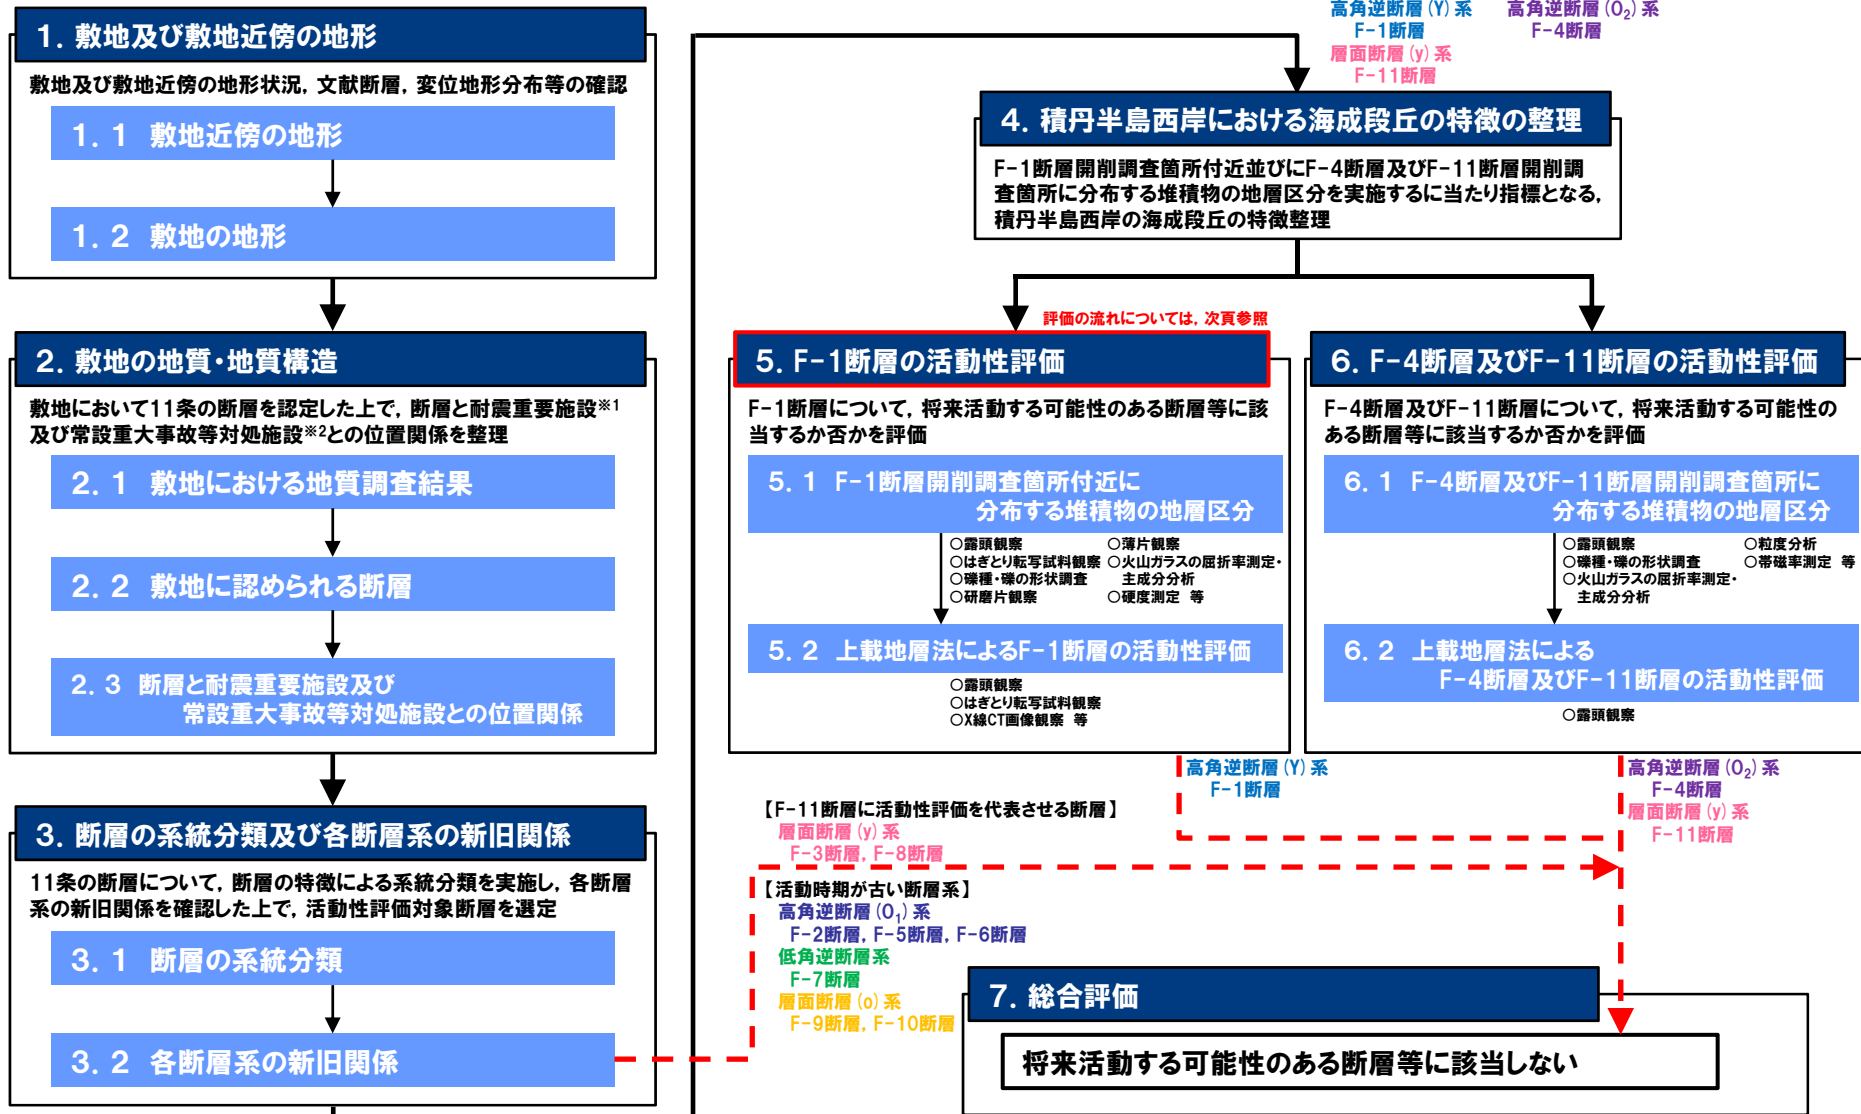 1. 敷地及び敷地近傍の地形
敷地及び敷地近傍の地形状況, 文献断層, 変位地形分布等の確認
1. 1 敷地近傍の地形
1. 2 敷地の地形
2. 敷地の地質・地質構造
敷地において11条の断層を認定した上で, 断層と耐震重要施設※1
及び常設重大事故等対処施設※2との位置関係を整理
2. 1 敷地における地質調査結果
2. 2 敷地に認められる断層
2. 3 断層と耐震重要施設及び
常設重大事故等対処施設との位置関係
3. 断層の系統分類及び各断層系の新旧関係
11条の断層について, 断層の特徴による系統分類を実施し, 各断層
系の新旧関係を確認した上で, 活動性評価対象断層を選定
3. 1 断層の系統分類
3. 2 各断層系の新旧関係
高角逆断層(Y)系
F-1断層
層面断層(y)系
F-11断層
高角逆断層(O₂)系
F-4断層
4. 積丹半島西岸における海成段丘の特徴の整理
F-1断層開削調査箇所付近並びにF-4断層及びF-11断層開削調
査箇所に分布する堆積物の地層区分を実施するに当たり指標となる,
積丹半島西岸の海成段丘の特徴整理
評価の流れについては, 次頁参照
5. F-1断層の活動性評価
F-1断層について, 将来活動する可能性のある断層等に該
当するか否かを評価
5. 1 F-1断層開削調査箇所付近に
分布する堆積物の地層区分
○露頭観察
○はぎとり転写試料観察
○礫種・礫の形状調査
○研磨片観察
○薄片観察
○火山ガラスの屈折率測定・
主成分分析
○硬度測定 等
5. 2 上載地層法によるF-1断層の活動性評価
○露頭観察
○はぎとり転写試料観察
○X線CT画像観察 等
6. F-4断層及びF-11断層の活動性評価
F-4断層及びF-11断層について, 将来活動する可能性の
ある断層等に該当するか否かを評価
6. 1 F-4断層及びF-11断層開削調査箇所に
分布する堆積物の地層区分
○露頭観察
○礫種・礫の形状調査
○火山ガラスの屈折率測定・
主成分分析
○粒度分析
○帯磁率測定 等
6. 2 上載地層法による
F-4断層及びF-11断層の活動性評価
○露頭観察
高角逆断層(Y)系
F-1断層
高角逆断層(O₂)系
F-4断層
層面断層(y)系
F-11断層
【F-11断層に活動性評価を代表させる断層】
層面断層(y)系
F-3断層, F-8断層
【活動時期が古い断層系】
高角逆断層(O₁)系
F-2断層, F-5断層, F-6断層
低角逆断層系
F-7断層
層面断層(o)系
F-9断層, F-10断層
7. 総合評価
将来活動する可能性のある断層等に該当しない